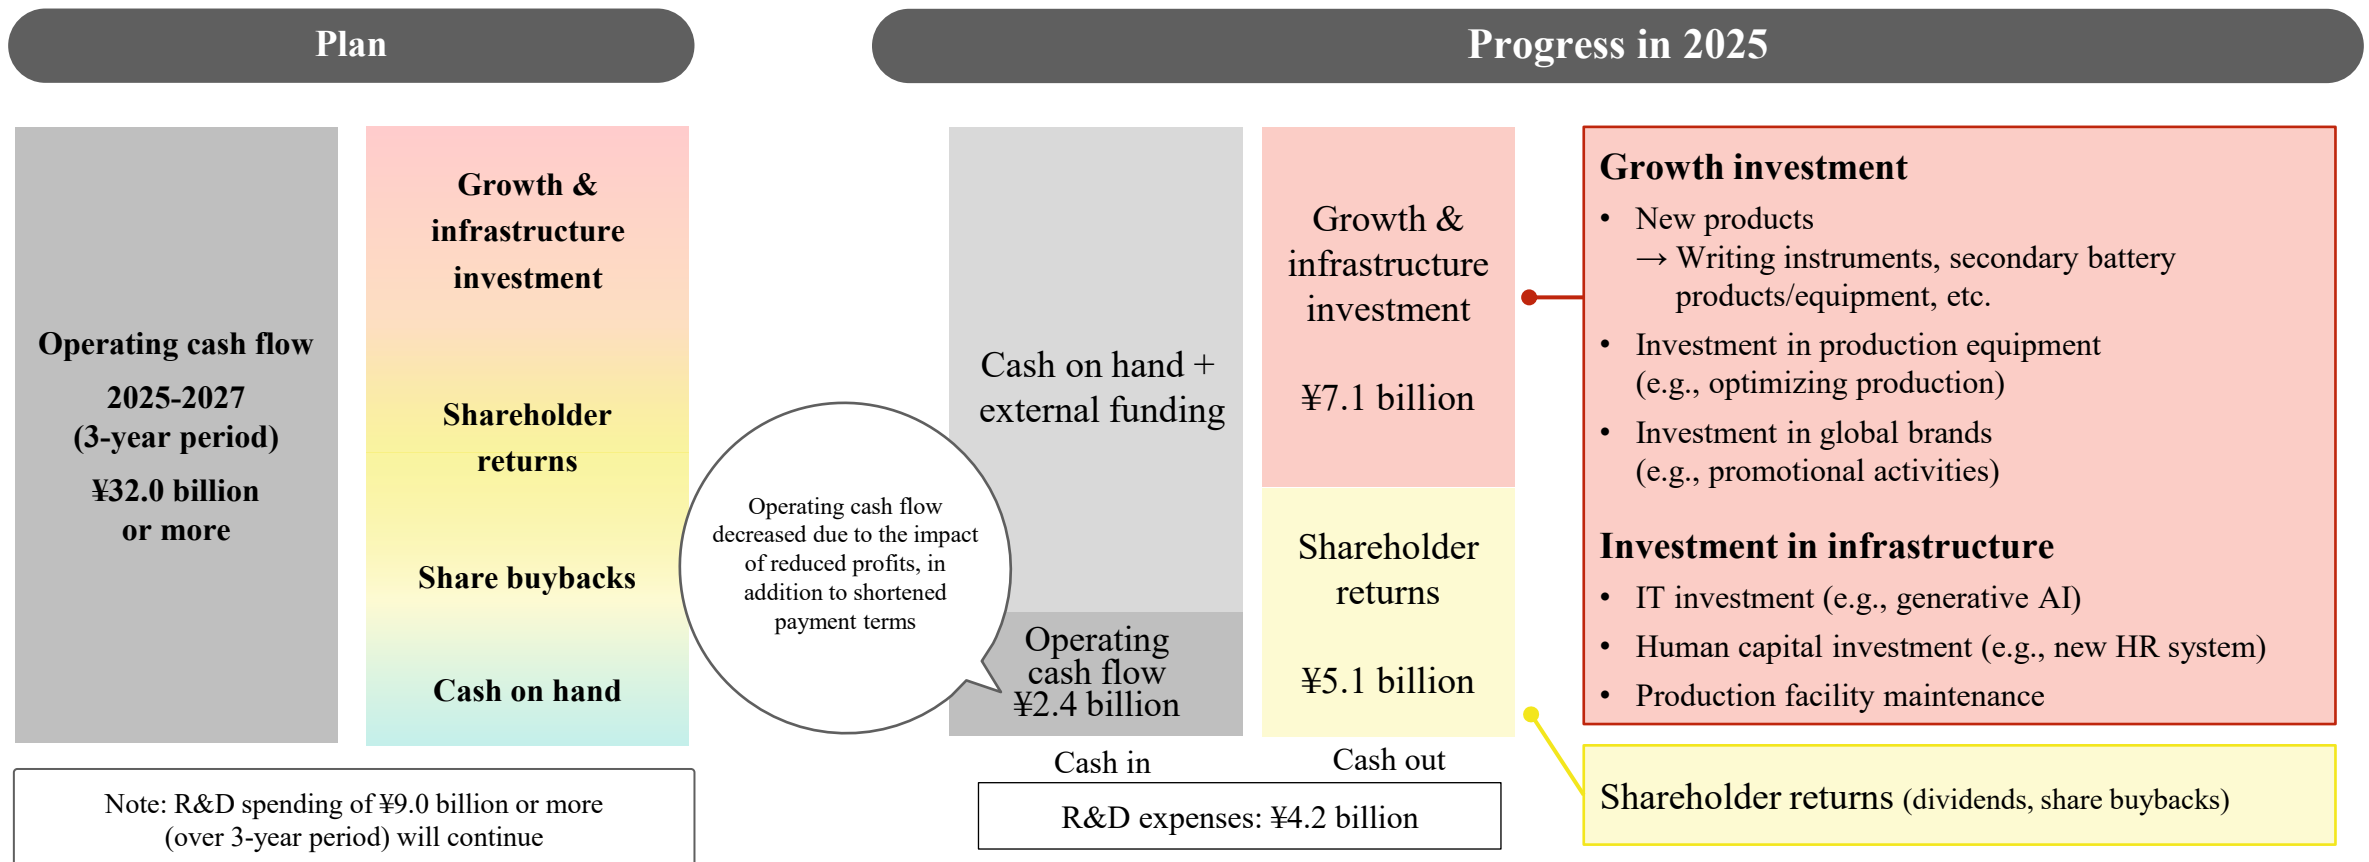 Plan
Operating cash flow
2025-2027
(3-year period)
¥32.0 billion
or more
Growth &
infrastructure
investment
Shareholder
returns
Share buybacks
Cash on hand
Note: R&D spending of ¥9.0 billion or more
(over 3-year period) will continue
Progress in 2025
Operating cash flow
decreased due to the impact
of reduced profits, in
addition to shortened
payment terms
Cash on hand +
external funding
Operating
cash flow
¥2.4 billion
Cash in
Growth &
infrastructure
investment
¥7.1 billion
Shareholder
returns
¥5.1 billion
Cash out
R&D expenses: ¥4.2 billion
Growth investment
• New products
→ Writing instruments, secondary battery
products/equipment, etc.
• Investment in production equipment
(e.g., optimizing production)
• Investment in global brands
(e.g., promotional activities)
Investment in infrastructure
• IT investment (e.g., generative AI)
• Human capital investment (e.g., new HR system)
• Production facility maintenance
Shareholder returns (dividends, share buybacks)